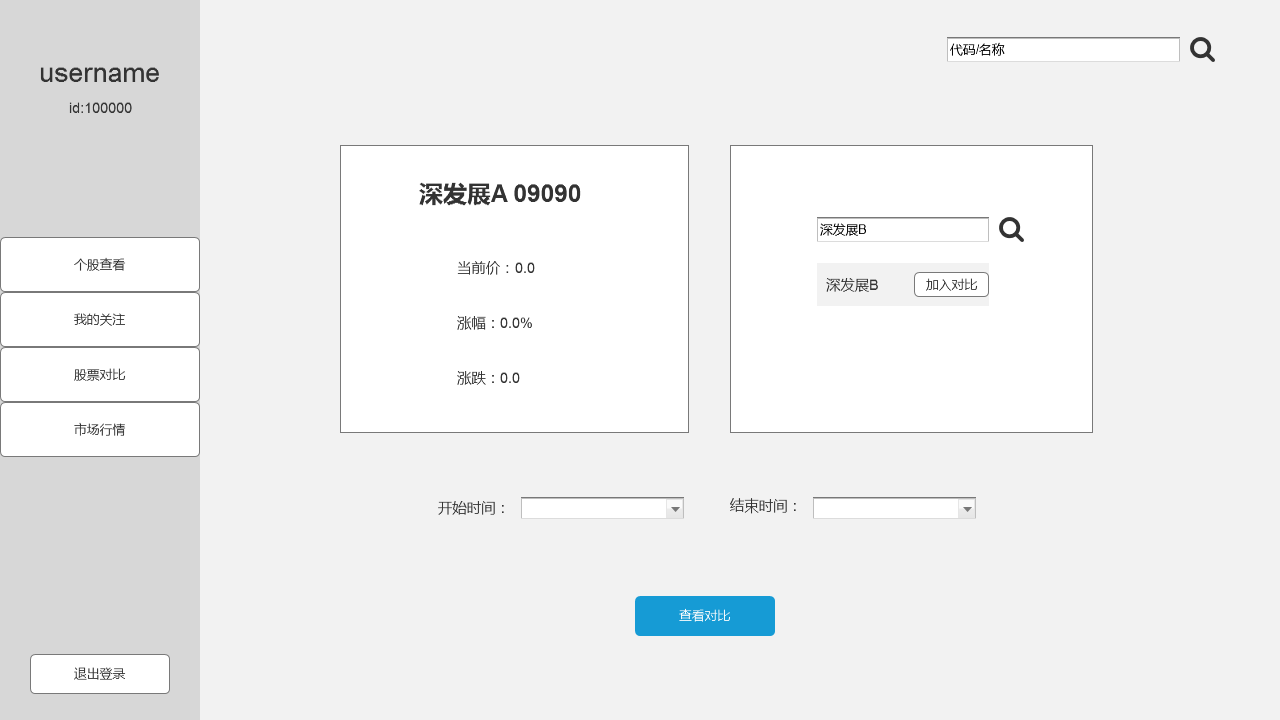 username
id:100000
个股查看
我的关注
股票对比
市场行情
退出登录
代码/名称
深发展A 09090
当前价：0.0
涨幅：0.0%
涨跌：0.0
深发展B
深发展B
加入对比
开始时间：
结束时间：
查看对比